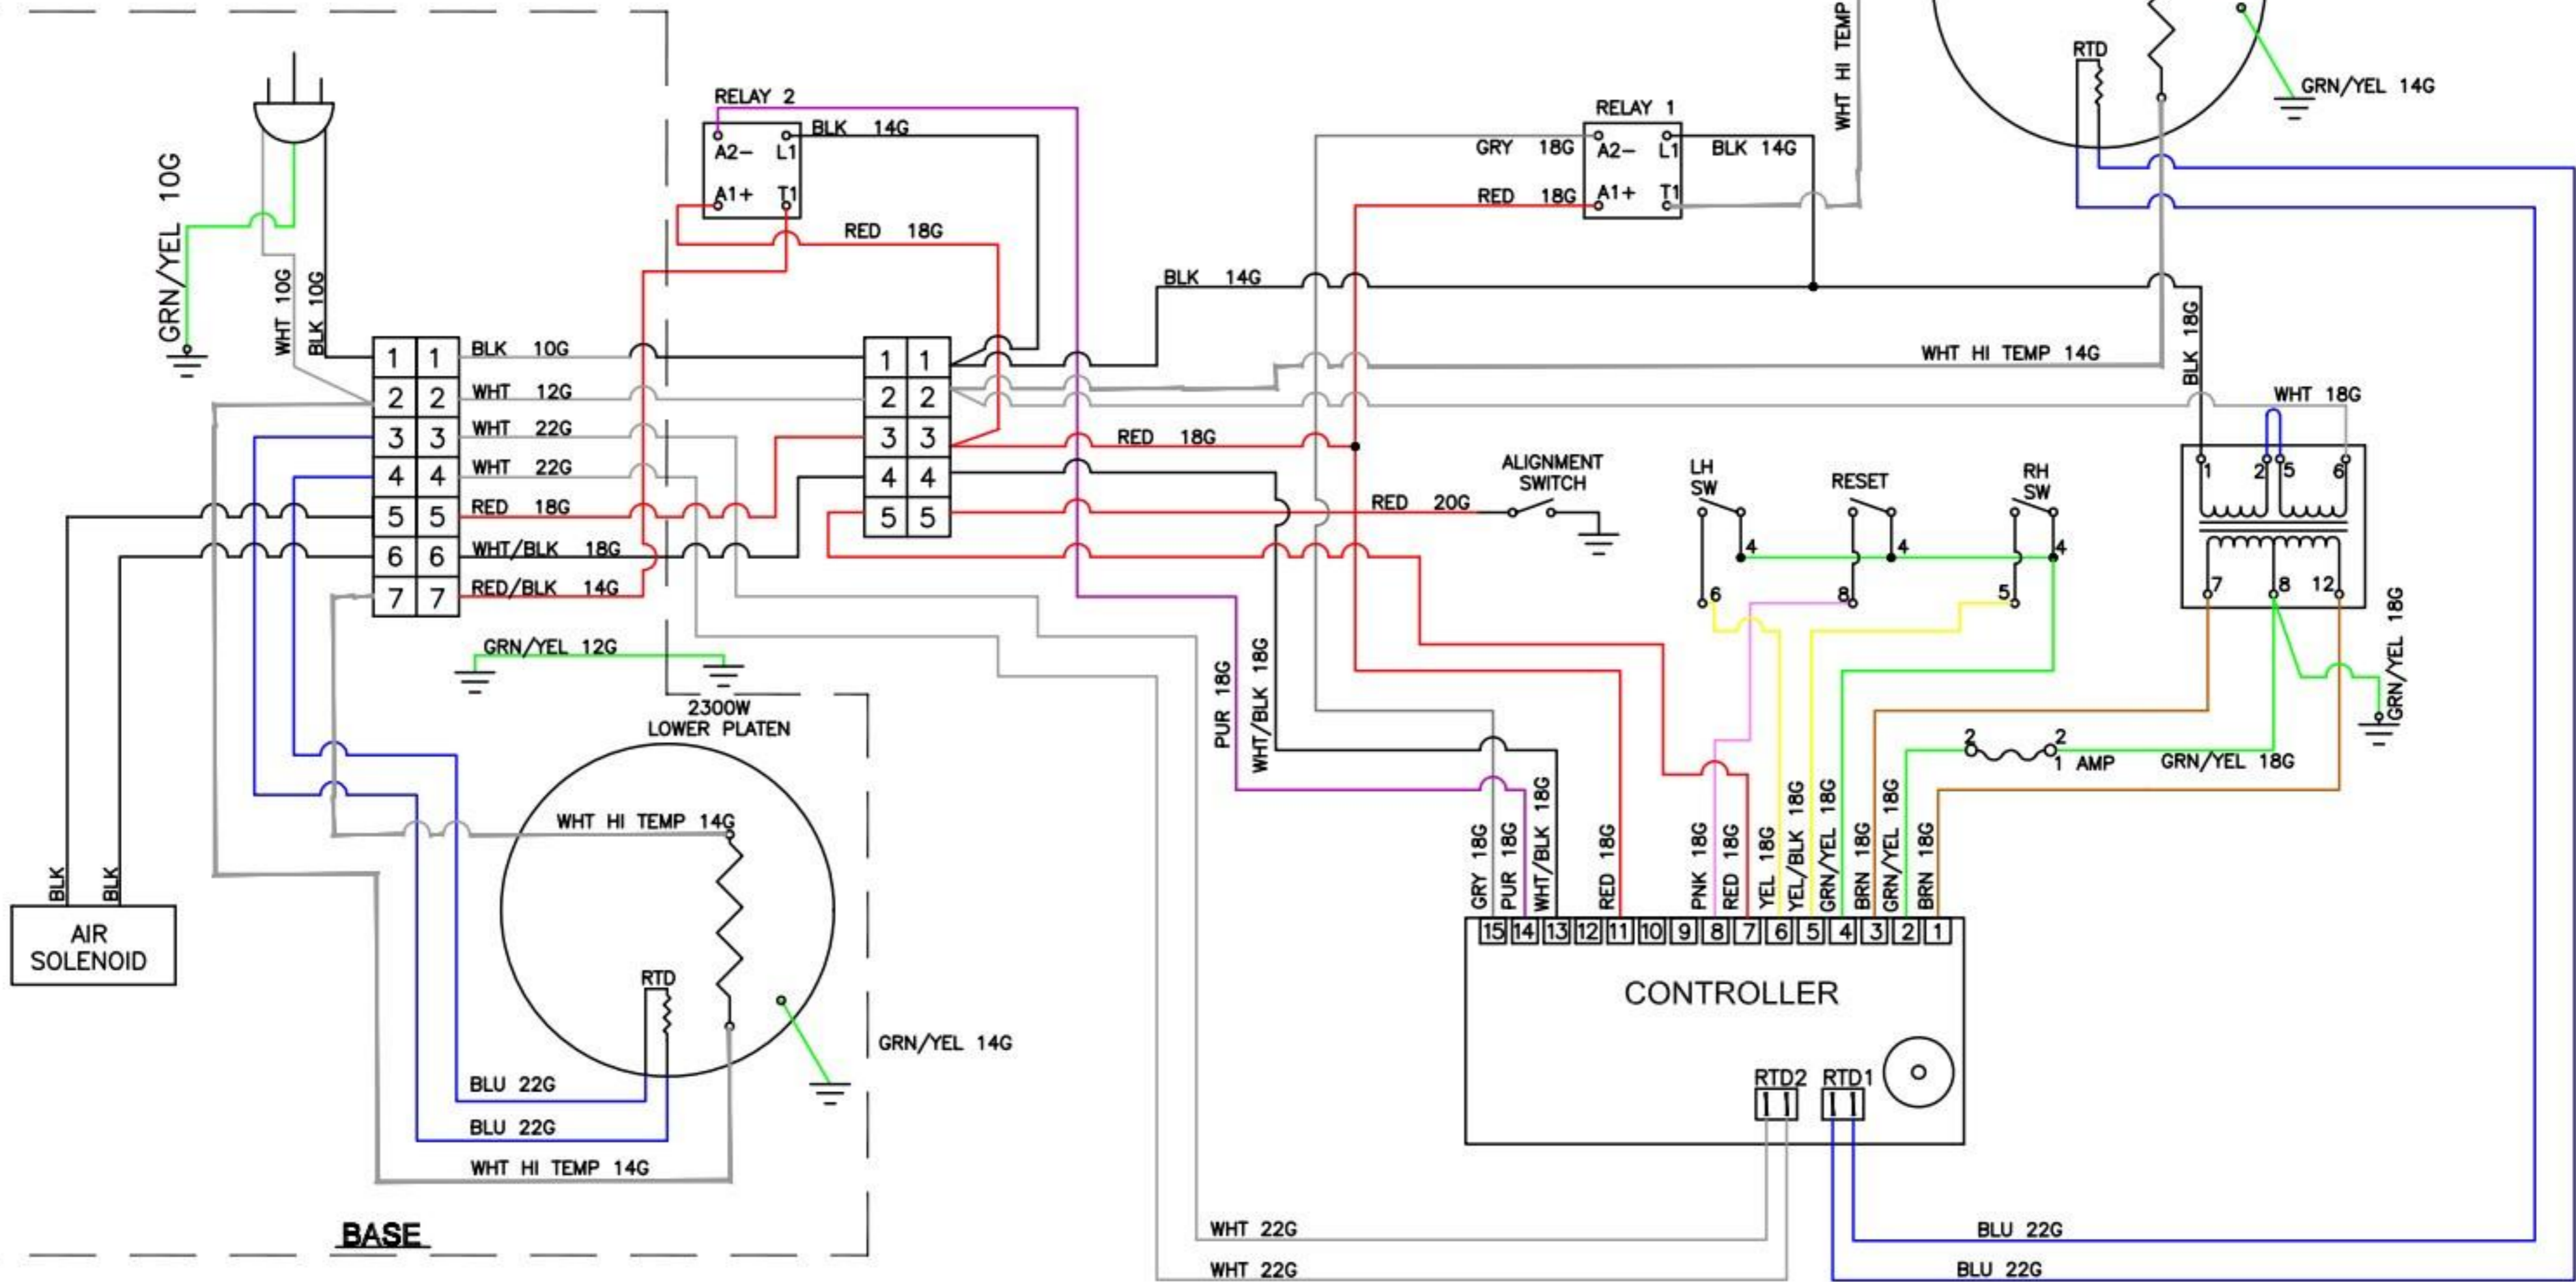 WHT HI TEMP
RTD
GRN/YEL 14G
RELAY 2
A2-
L1
A1+
T1
BLK 14G
RED 18G
RELAY 1
GRY 18G
A2-
L1
BLK 14G
RED 18G
A1+
T1
GRN/YEL 10G
WHT 10G
BLK 10G
BLK 14G
BLK 18G
WHT HI TEMP 14G
WHT 18G
1 1 BLK 10G
2 2 WHT 12G
3 3 WHT 22G
4 4 WHT 22G
5 5 RED 18G
6 6 WHT/BLK 18G
7 7 RED/BLK 14G
1 1
2 2
3 3
4 4
5 5
RED 18G
ALIGNMENT
SWITCH
RED 20G
LH
SW
4
6
RESET
4
8
RH
SW
4
5
1
2
5
6
7
8
12
GRN/YEL 18G
GRN/YEL 12G
2300W
LOWER PLATEN
PUR 18G
WHT/BLK 18G
2
2
1 AMP
GRN/YEL 18G
WHT HI TEMP 14G
RTD
GRN/YEL 14G
BLU 22G
BLU 22G
WHT HI TEMP 14G
BLK
BLK
AIR
SOLENOID
BASE
GRY 18G
PUR 18G
WHT/BLK 18G
RED 18G
PNK 18G
RED 18G
YEL 18G
YEL/BLK 18G
GRN/YEL 18G
BRN 18G
GRN/YEL 18G
BRN 18G
15 14 13 12 11 10 9 8 7 6 5 4 3 2 1
CONTROLLER
RTD2
RTD1
WHT 22G
BLU 22G
WHT 22G
BLU 22G